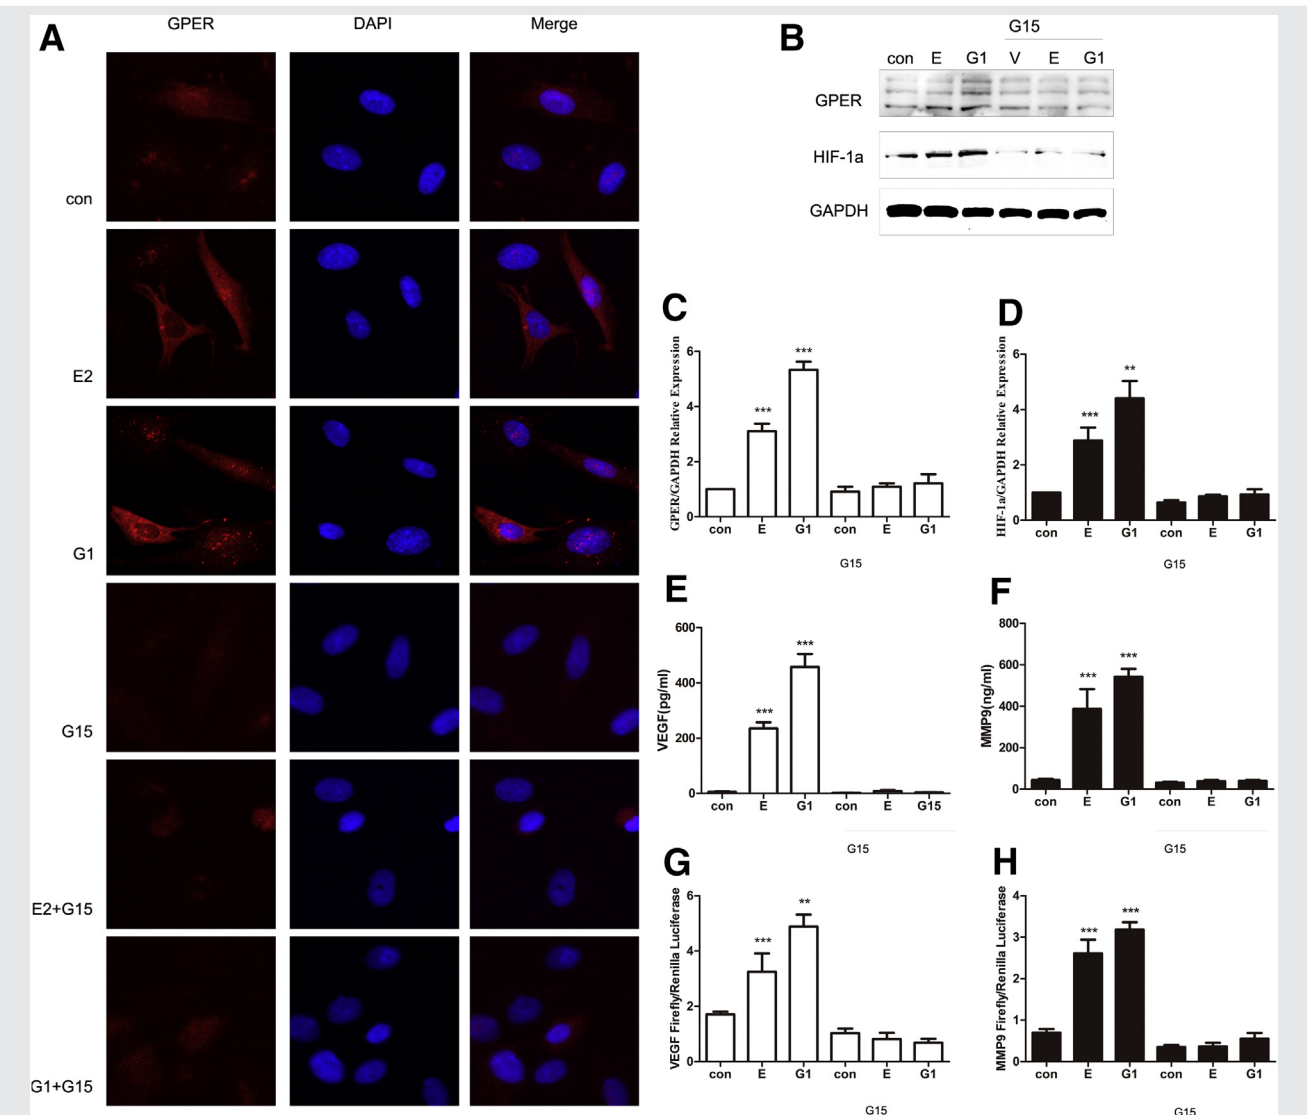 A
GPER DAPI Merge
con
E2
G1
G15
E2+G15
G1+G15
B
G15
con E G1 V E G1
GPER
HIF-1a
GAPDH
C
GPER/GAPDH Relative Expression
6
4
2
0
***
***
con E G1 con E G1
G15
D
HIF-1a/GAPDH Relative Expression
6
4
2
0
***
**
con E G1 con E G1
G15
E
VEGF(pg/ml)
600
400
200
0
***
***
con E G1 con E G15
G15
F
MMP9(ng/ml)
800
600
400
200
0
***
***
con E G1 con E G1
G15
G
VEGF Firefly/Renilla Luciferase
6
4
2
0
***
**
con E G1 con E G1
G15
H
MMP9 Firefly/Renilla Luciferase
4
3
2
1
0
***
***
con E G1 con E G1
G15